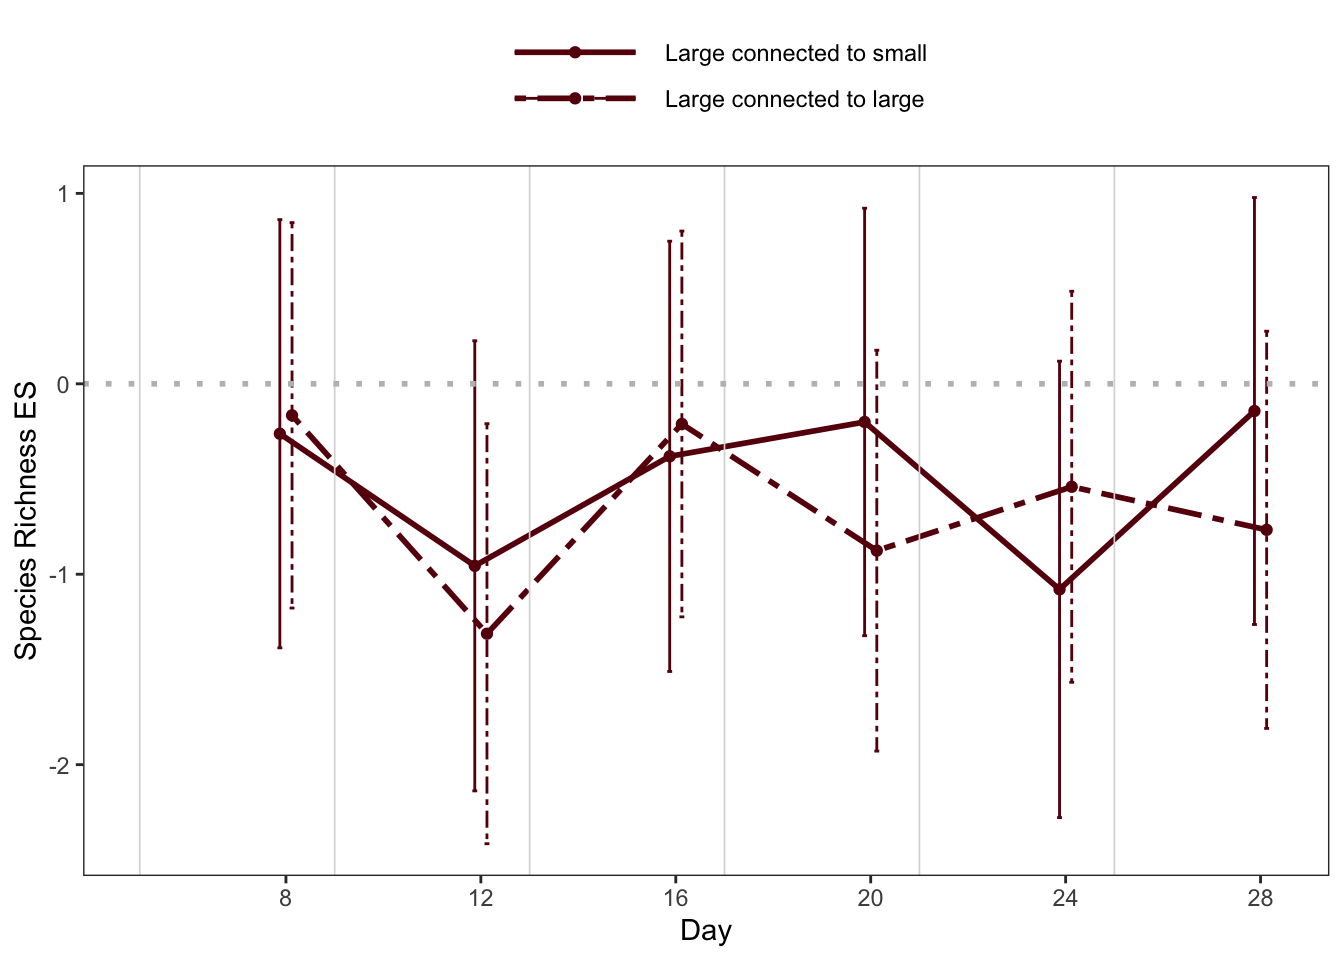 Large connected to small
Large connected to large
Species Richness ES
1
0
-1
-2
8 12 16 20 24 28
Day